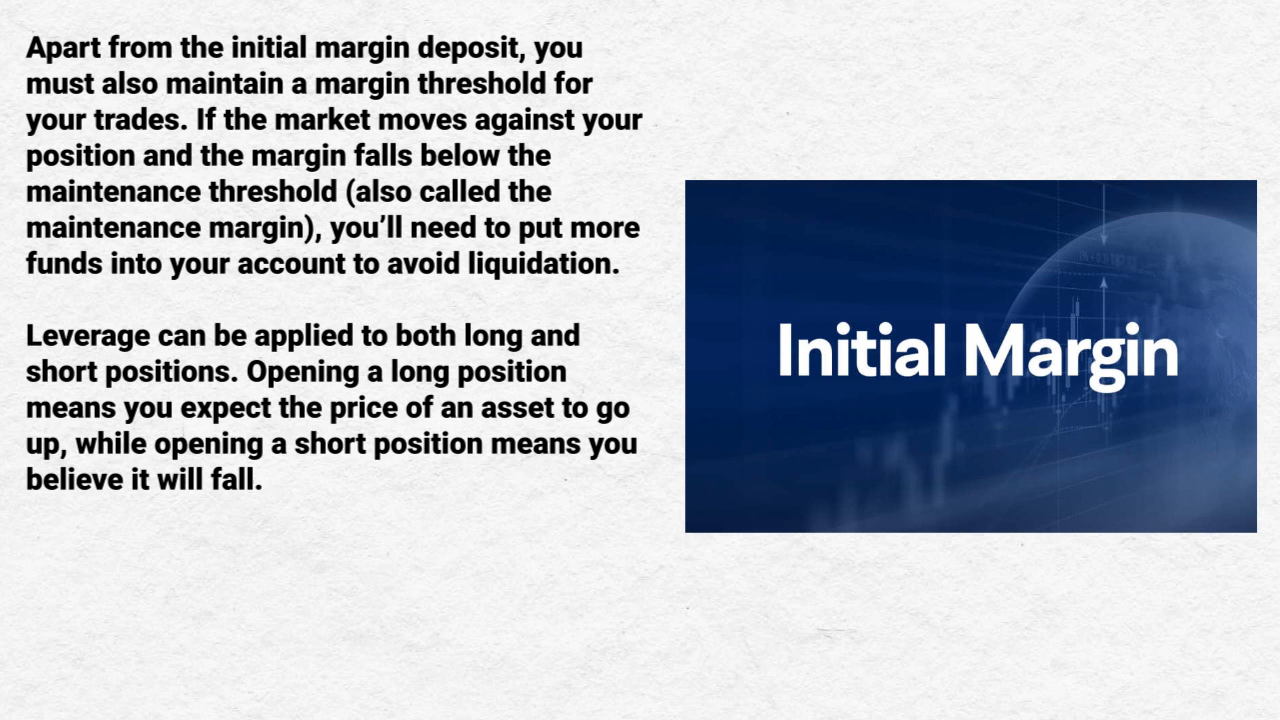 Apart from the initial margin deposit, you
must also maintain a margin threshold for
your trades. If the market moves against your
position and the margin falls below the
maintenance threshold (also called the
maintenance margin), you’ll need to put more
funds into your account to avoid liquidation.
Leverage can be applied to both long and
short positions. Opening a long position
means you expect the price of an asset to go
up, while opening a short position means you
believe it will fall.
Initial Margin